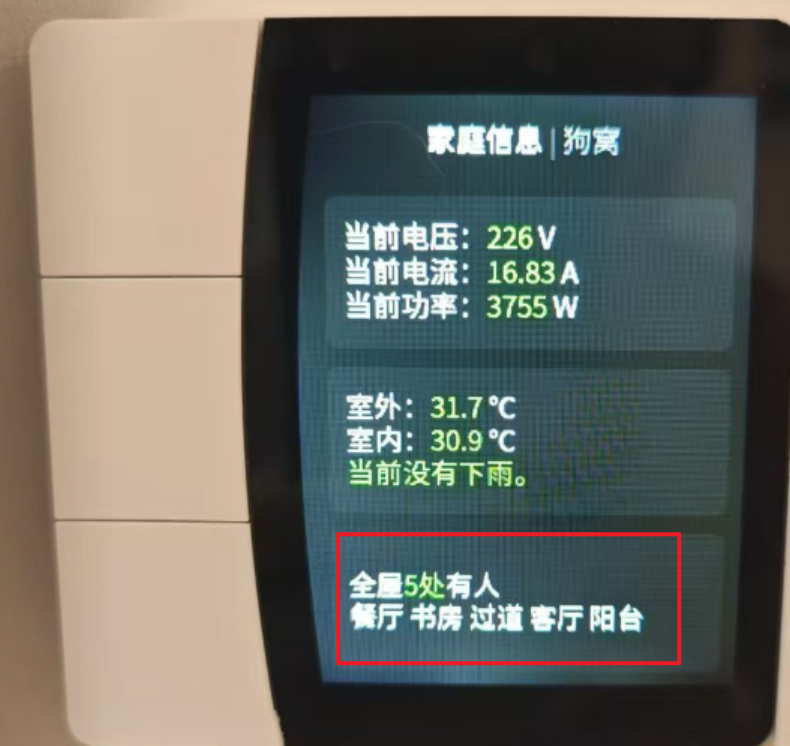 家庭信息 | 狗窝
当前电压：226 V
当前电流：16.83 A
当前功率：3755 W
室外：31.7 ℃
室内：30.9 ℃
当前没有下雨。
全屋5处有人
餐厅 书房 过道 客厅 阳台